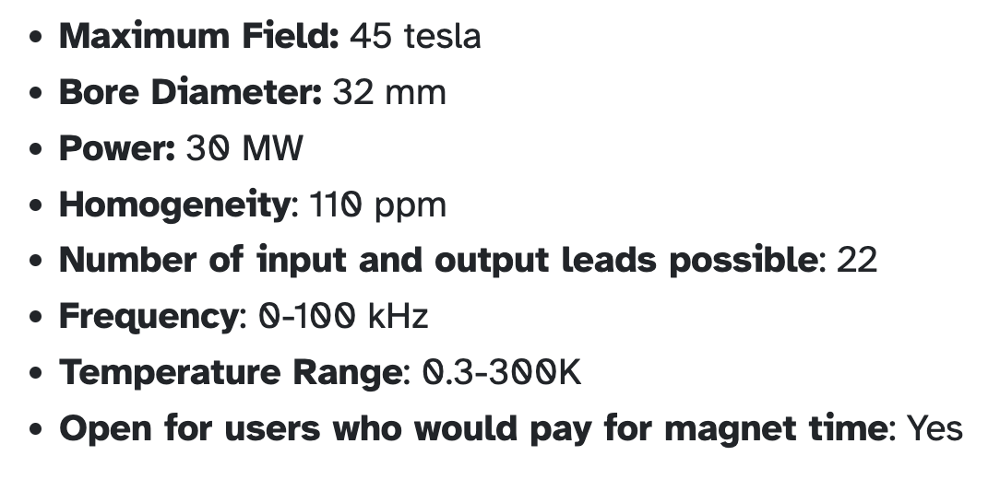 • Maximum Field: 45 tesla
• Bore Diameter: 32 mm
• Power: 30 MW
• Homogeneity: 110 ppm
• Number of input and output leads possible: 22
• Frequency: 0-100 kHz
• Temperature Range: 0.3-300K
• Open for users who would pay for magnet time: Yes